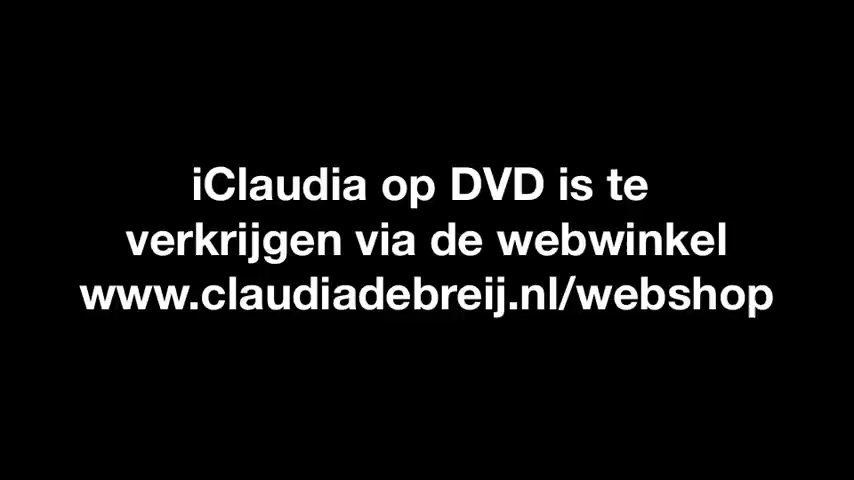 iClaudia op DVD is te
verkrijgen via de webwinkel
www.claudiadebreij.nl/webshop